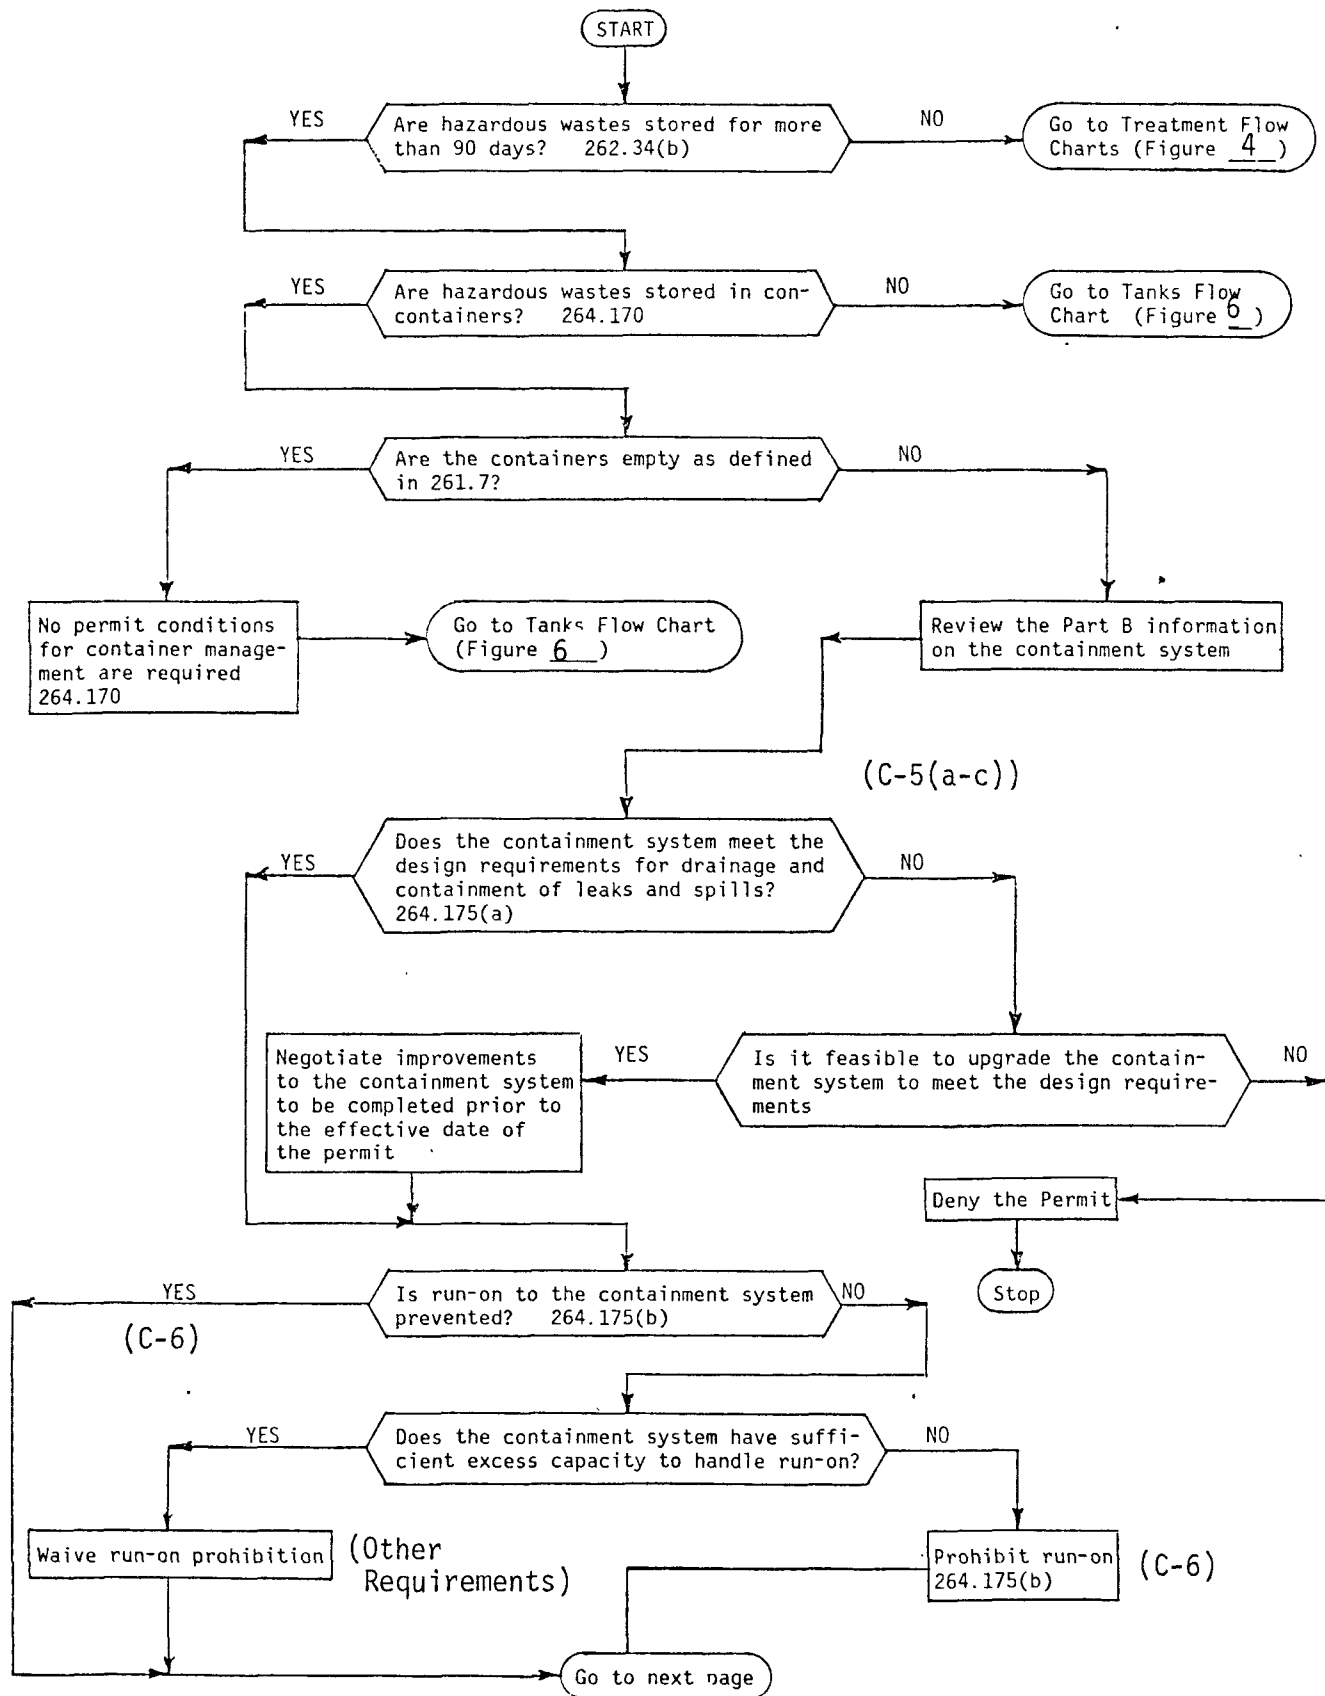 START
YES
Are hazardous wastes stored for more
than 90 days? 262.34(b)
NO
Go to Treatment Flow
Charts (Figure 4 )
YES
Are hazardous wastes stored in con-
containers? 264.170
NO
Go to Tanks Flow
Chart (Figure 6 )
YES
Are the containers empty as defined
in 261.7?
NO
No permit conditions
for container manage-
ment are required
264.170
Go to Tanks Flow Chart
(Figure 6 )
Review the Part B information
on the containment system
(C-5(a-c))
YES
Does the containment system meet the
design requirements for drainage and
containment of leaks and spills?
264.175(a)
NO
Negotiate improvements
to the containment system
to be completed prior to
the effective date of
the permit
YES
Is it feasible to upgrade the contain-
ment system to meet the design require-
ments
NO
Deny the Permit
Stop
YES
(C-6)
Is run-on to the containment system
prevented? 264.175(b)
NO
YES
Does the containment system have suffi-
cient excess capacity to handle run-on?
NO
Waive run-on prohibition
(Other
Requirements)
Prohibit run-on
264.175(b)
(C-6)
Go to next page